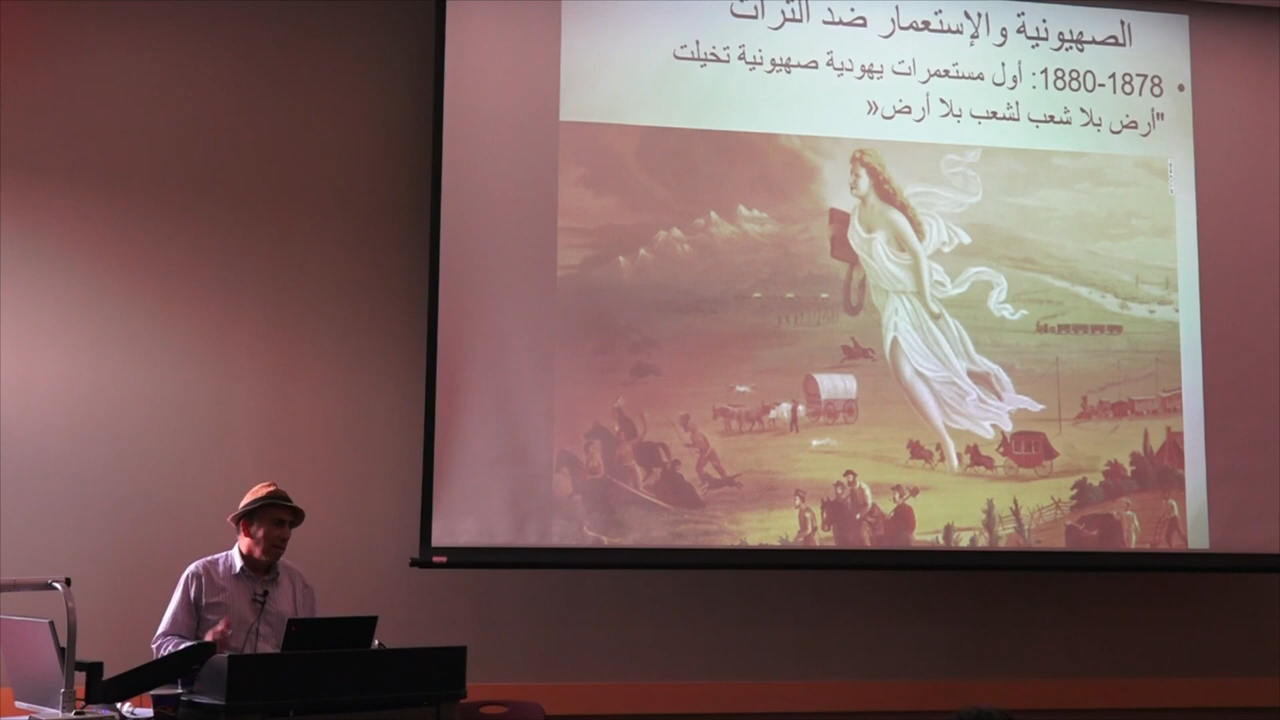 الصهيونية والإستعمار ضد التراث
• 1880-1878: أول مستعمرات يهودية صهيونية تخيلت
"أرض بلا شعب لشعب بلا أرض»